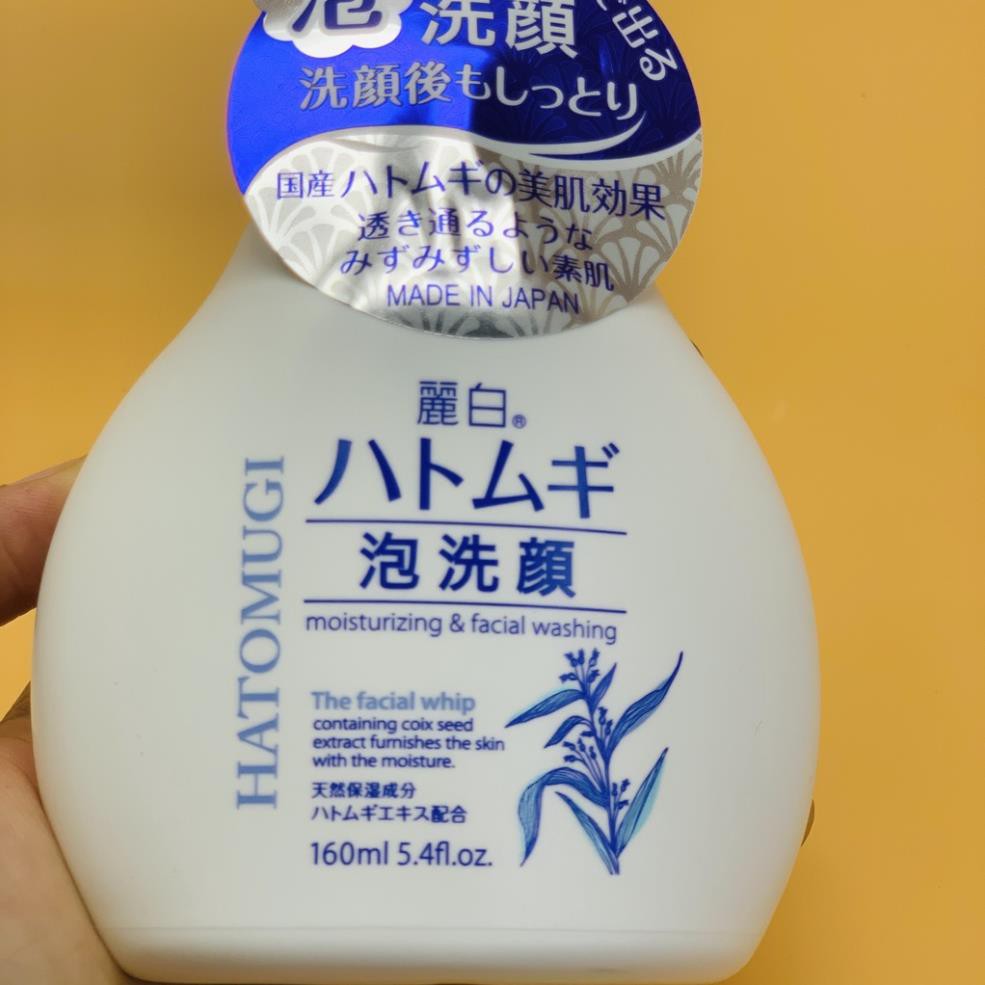 泡洗顔
で出る
洗顔後もしっとり
国産ハトムギの美肌効果
透き通るような
みずみずしい素肌
MADE IN JAPAN
麗白®
ハトムギ
泡洗顔
moisturizing & facial washing
HATOMUGI
The facial whip
containing coix seed
extract furnishes the skin
with the moisture.
天然保湿成分
ハトムギエキス配合
160ml 5.4fl.oz.